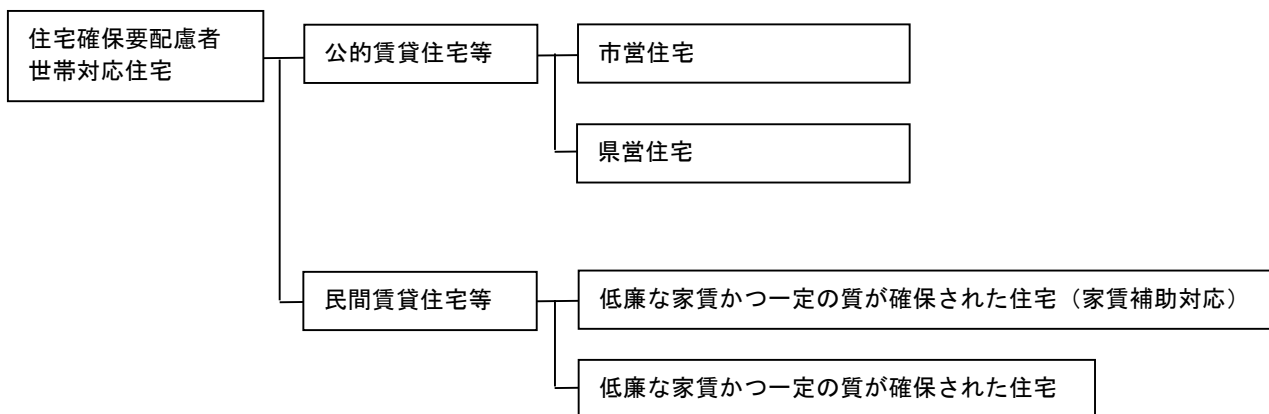 住宅確保要配慮者
世帯対応住宅
公的賃貸住宅等
市営住宅
県営住宅
民間賃貸住宅等
低廉な家賃かつ一定の質が確保された住宅（家賃補助対応）
低廉な家賃かつ一定の質が確保された住宅